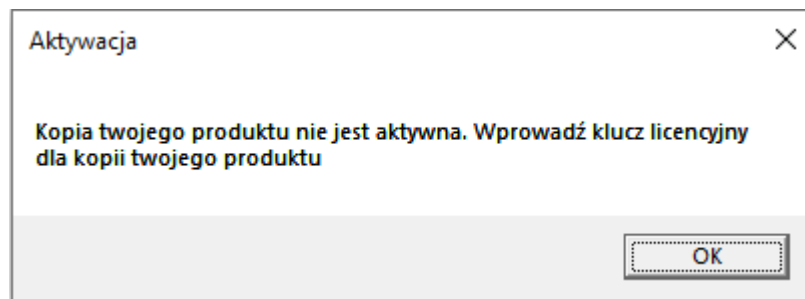 Aktywacja
Kopia twojego produktu nie jest aktywna. Wprowadź klucz licencyjny
dla kopii twojego produktu
OK